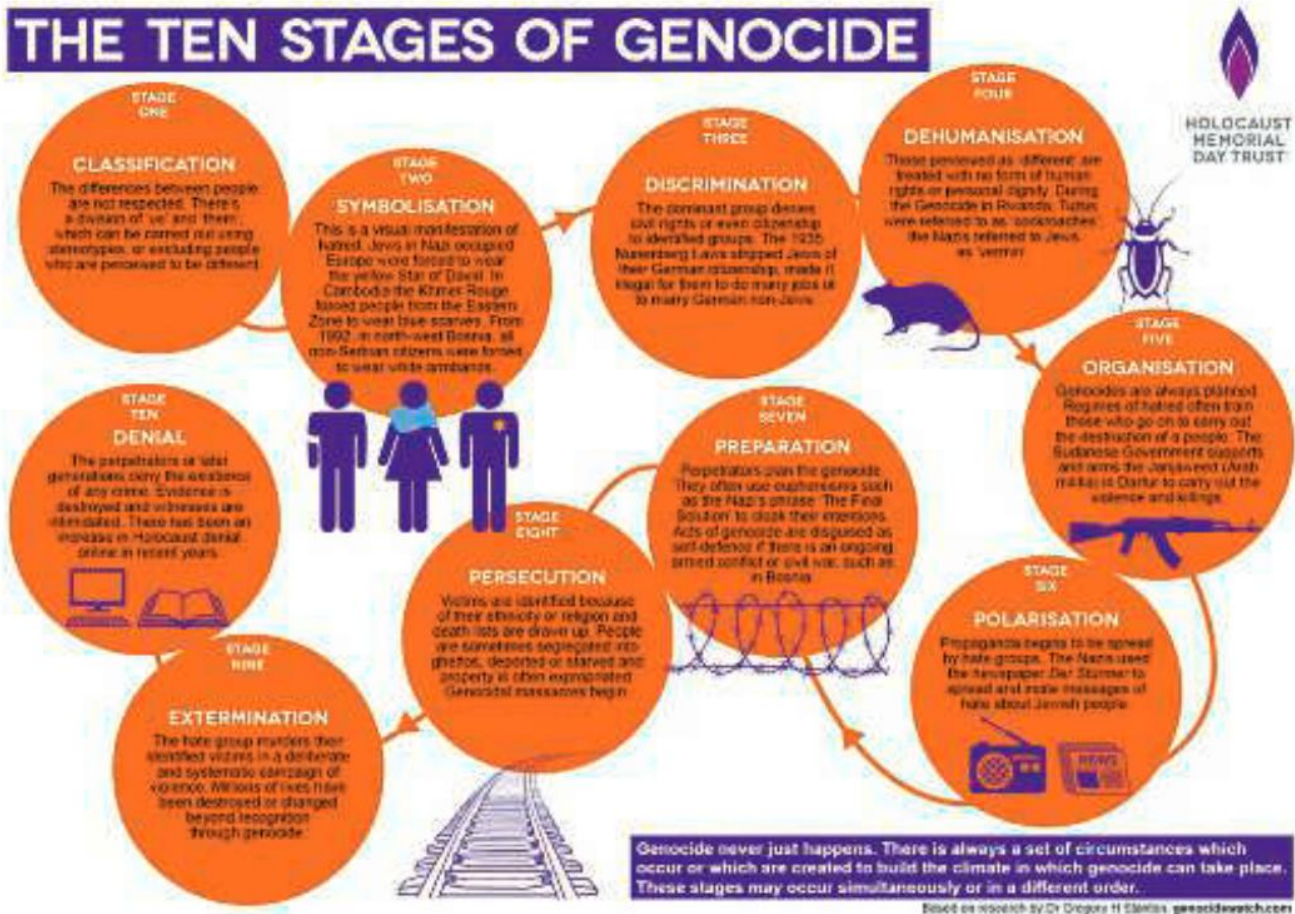 THE TEN STAGES OF GENOCIDE
HOLOCAUST
MEMORIAL
DAY TRUST
STAGE
ONE
CLASSIFICATION
The differences between people
are not respected. There's
a division of 'us' and 'them'
which can be carried out using
stereotypes, or excluding people
who are perceived to be different.
STAGE
TWO
SYMBOLISATION
This is a visual manifestation of
hatred. Jews in Nazi occupied
Europe were forced to wear
the yellow Star of David. In
Cambodia the Khmer Rouge
forced people from the Eastern
Zone to wear blue scarves. From
1992, in north-west Bosnia, all
non-Serbian citizens were forced
to wear white armbands.
STAGE
THREE
DISCRIMINATION
The dominant group denies
civil rights or even citizenship
to identified groups. The 1935
Nuremberg Laws stripped Jews of
their German citizenship, made it
illegal for them to do many jobs or
to marry German non-Jews.
STAGE
FOUR
DEHUMANISATION
Those perceived as 'different' are
treated with no form of human
rights or personal dignity. During
the Genocide in Rwanda, Tutsis
were referred to as 'cockroaches'
the Nazis referred to Jews
as 'vermin'
STAGE
FIVE
ORGANISATION
Genocides are always planned.
Regimes of hatred often train
those who go on to carry out
the destruction of a people. The
Sudanese Government supports
and arms the Janjaweed (Arab
militia) in Darfur to carry out the
violence and killings.
STAGE
SIX
POLARISATION
Propaganda begins to be spread
by hate groups. The Nazis used
the newspaper Der Stürmer to
spread and messages of
hate about Jewish people
NEWS
STAGE
SEVEN
PREPARATION
Perpetrators plan the genocide.
They often use euphemisms such
as the Nazi's phrase 'The Final
Solution' to cloak their intentions.
Acts of genocide are disguised as
self-defence if there is an ongoing
armed conflict or civil war, such as
in Bosnia
STAGE
EIGHT
PERSECUTION
Victims are identified because
of their ethnicity or religion and
death lists are drawn up. People
are sometimes segregated into
ghettos, deported or starved and
property is often expropriated.
Genocidal massacres begin
STAGE
NINE
EXTERMINATION
The hate group murders their
identified victims in a deliberate
and systematic campaign of
violence. Millions of lives have
been destroyed or changed
beyond recognition
through genocide
STAGE
TEN
DENIAL
The perpetrators or later
generations deny the existence
of any crime. Evidence is
destroyed and witnesses are
intimidated. There has been an
increase in Holocaust denial
online in recent years.
Genocide never just happens. There is always a set of circumstances which
occur or which are created to build the climate in which genocide can take place.
These stages may occur simultaneously or in a different order.
Based on research by Dr Gregory H Stanton, genocidewatch.com